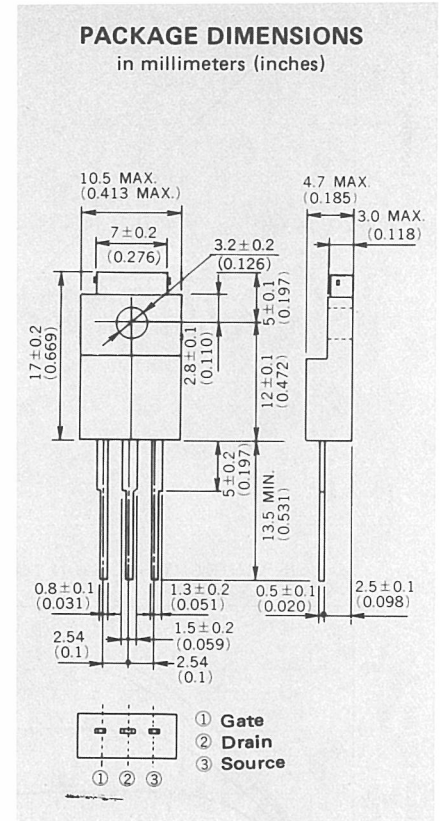 PACKAGE DIMENSIONS
in millimeters (inches)
10.5 MAX.
(0.413 MAX.)
4.7 MAX.
(0.185)
3.0 MAX.
(0.118)
7±0.2
(0.276)
3.2±0.2
(0.126)
5±0.1
(0.197)
17±0.2
(0.669)
2.8±0.1
(0.110)
12±0.1
(0.472)
5±0.2
(0.197)
13.5 MIN.
(0.531)
0.8±0.1
(0.031)
1.3±0.2
(0.051)
0.5±0.1
(0.020)
2.5±0.1
(0.098)
1.5±0.2
(0.059)
2.54
(0.1)
2.54
(0.1)
① Gate
② Drain
③ Source
① ② ③